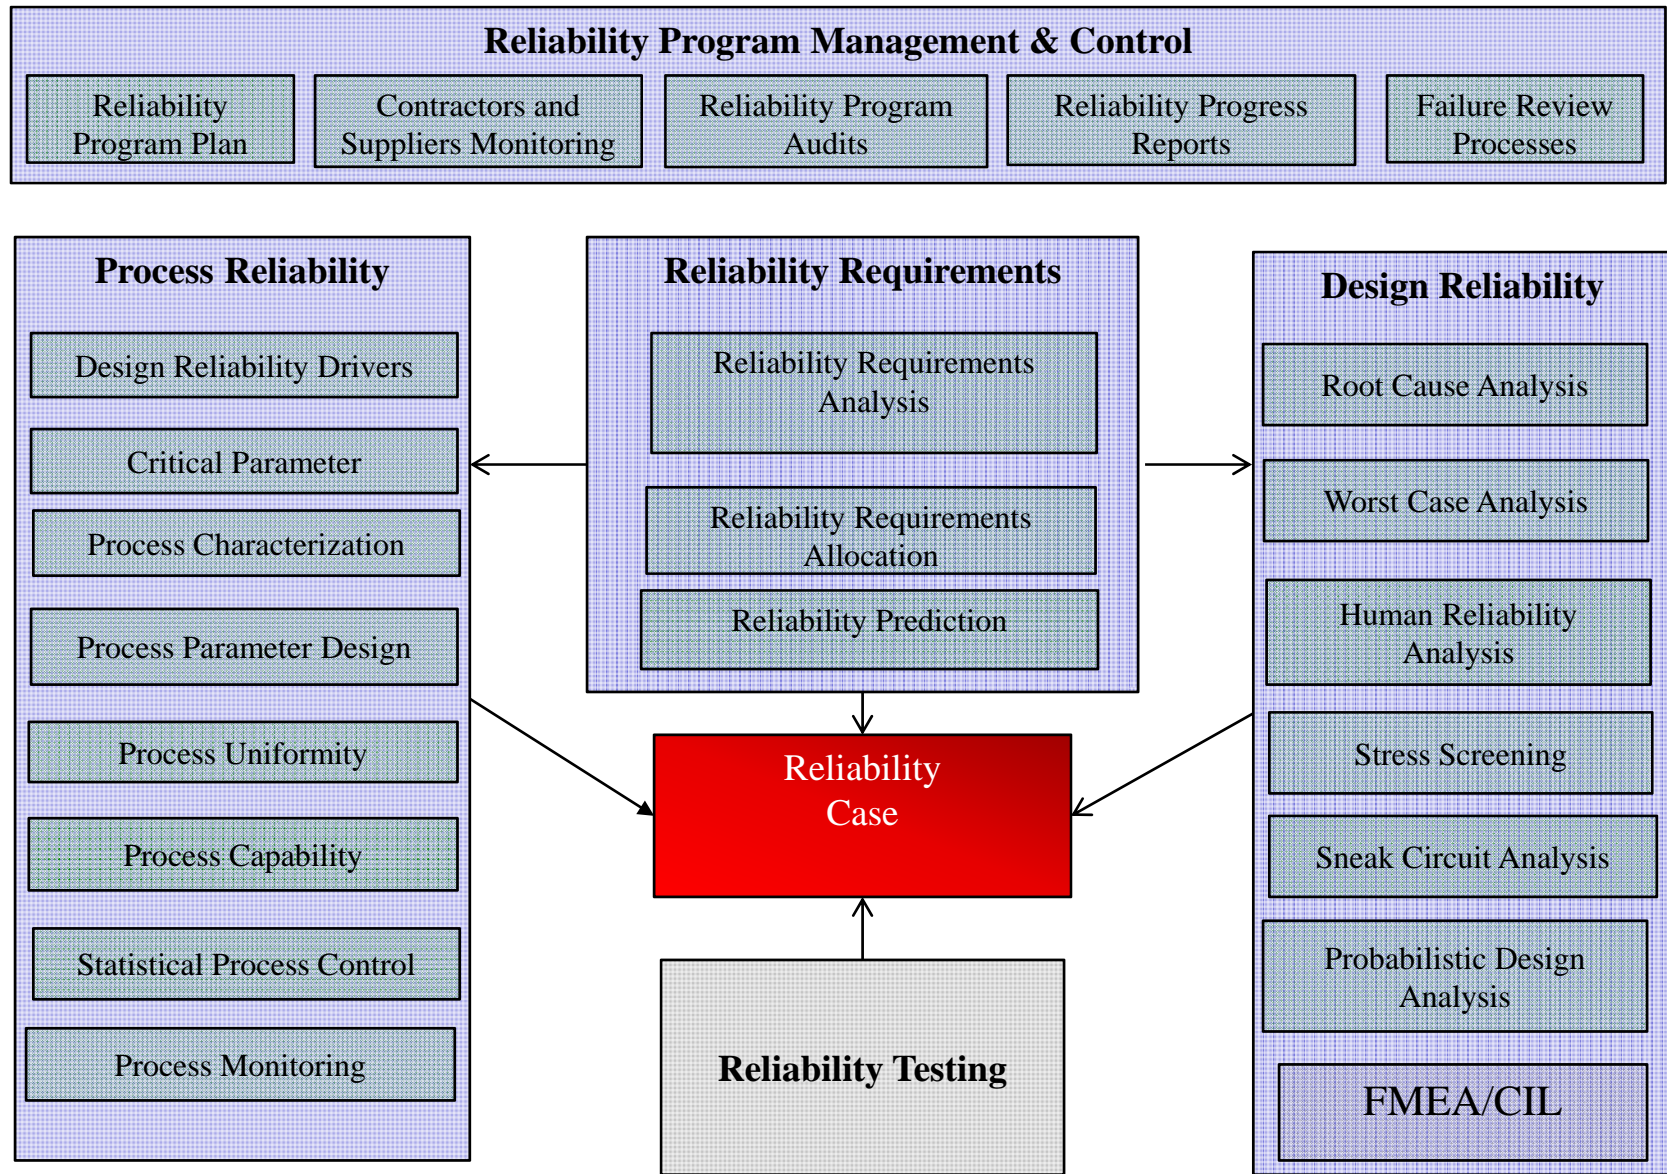 Reliability Program Management & Control
Reliability
Program Plan
Contractors and
Suppliers Monitoring
Reliability Program
Audits
Reliability Progress
Reports
Failure Review
Processes
Process Reliability
Design Reliability Drivers
Critical Parameter
Process Characterization
Process Parameter Design
Process Uniformity
Process Capability
Statistical Process Control
Process Monitoring
Reliability Requirements
Reliability Requirements
Analysis
Reliability Requirements
Allocation
Reliability Prediction
Reliability
Case
Reliability Testing
Design Reliability
Root Cause Analysis
Worst Case Analysis
Human Reliability
Analysis
Stress Screening
Sneak Circuit Analysis
Probabilistic Design
Analysis
FMEA/CIL